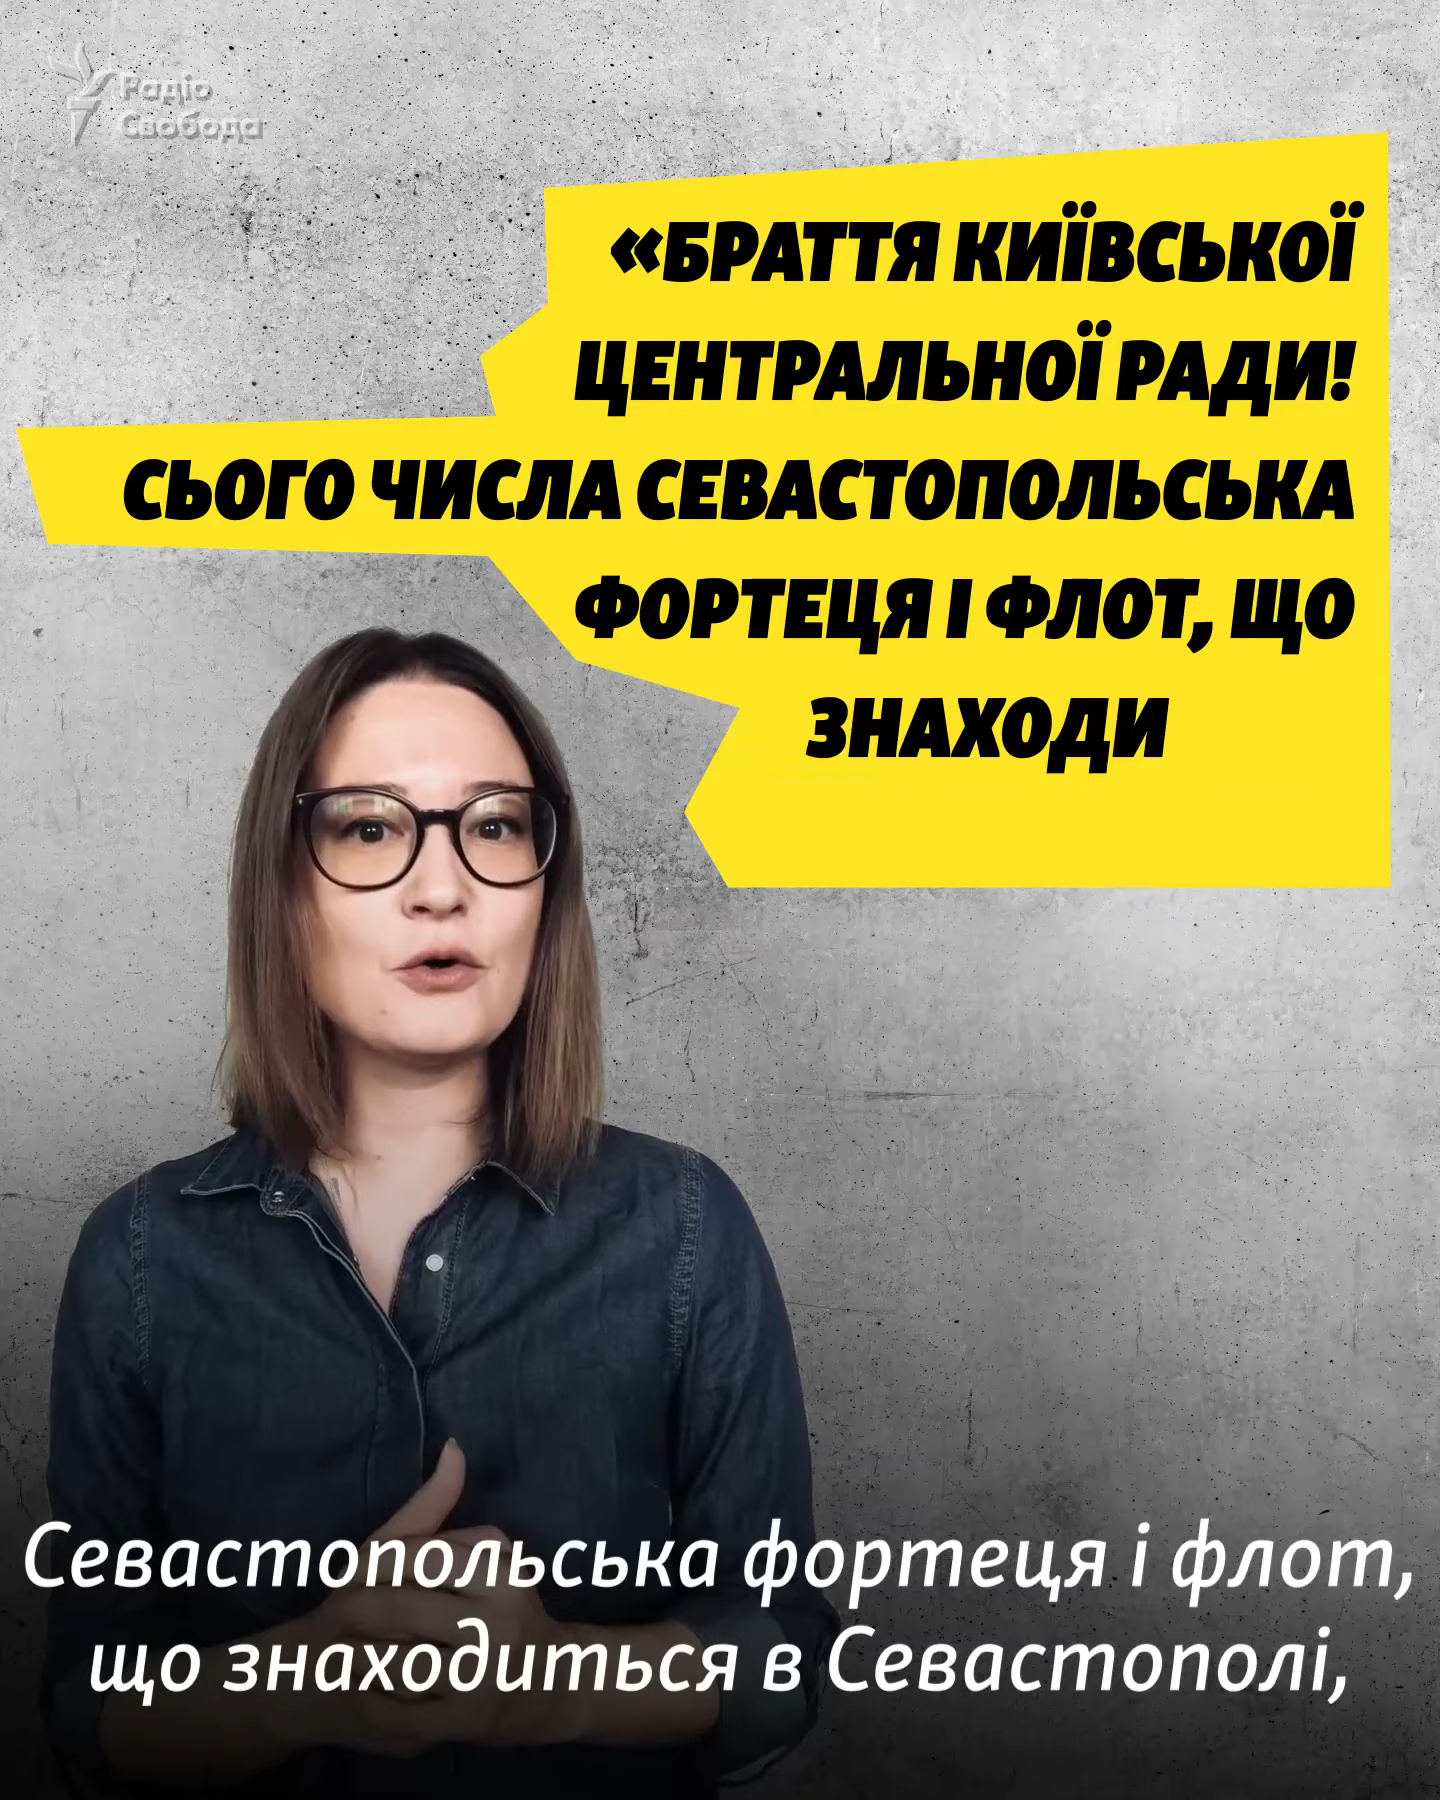 Радіо
Свобода
«БРАТТЯ КИЇВСЬКОЇ
ЦЕНТРАЛЬНОЇ РАДИ!
СЬОГО ЧИСЛА СЕВАСТОПОЛЬСЬКА
ФОРТЕЦЯ І ФЛОТ, ЩО
ЗНАХОДИ
Севастопольська фортеця і флот,
що знаходиться в Севастополі,